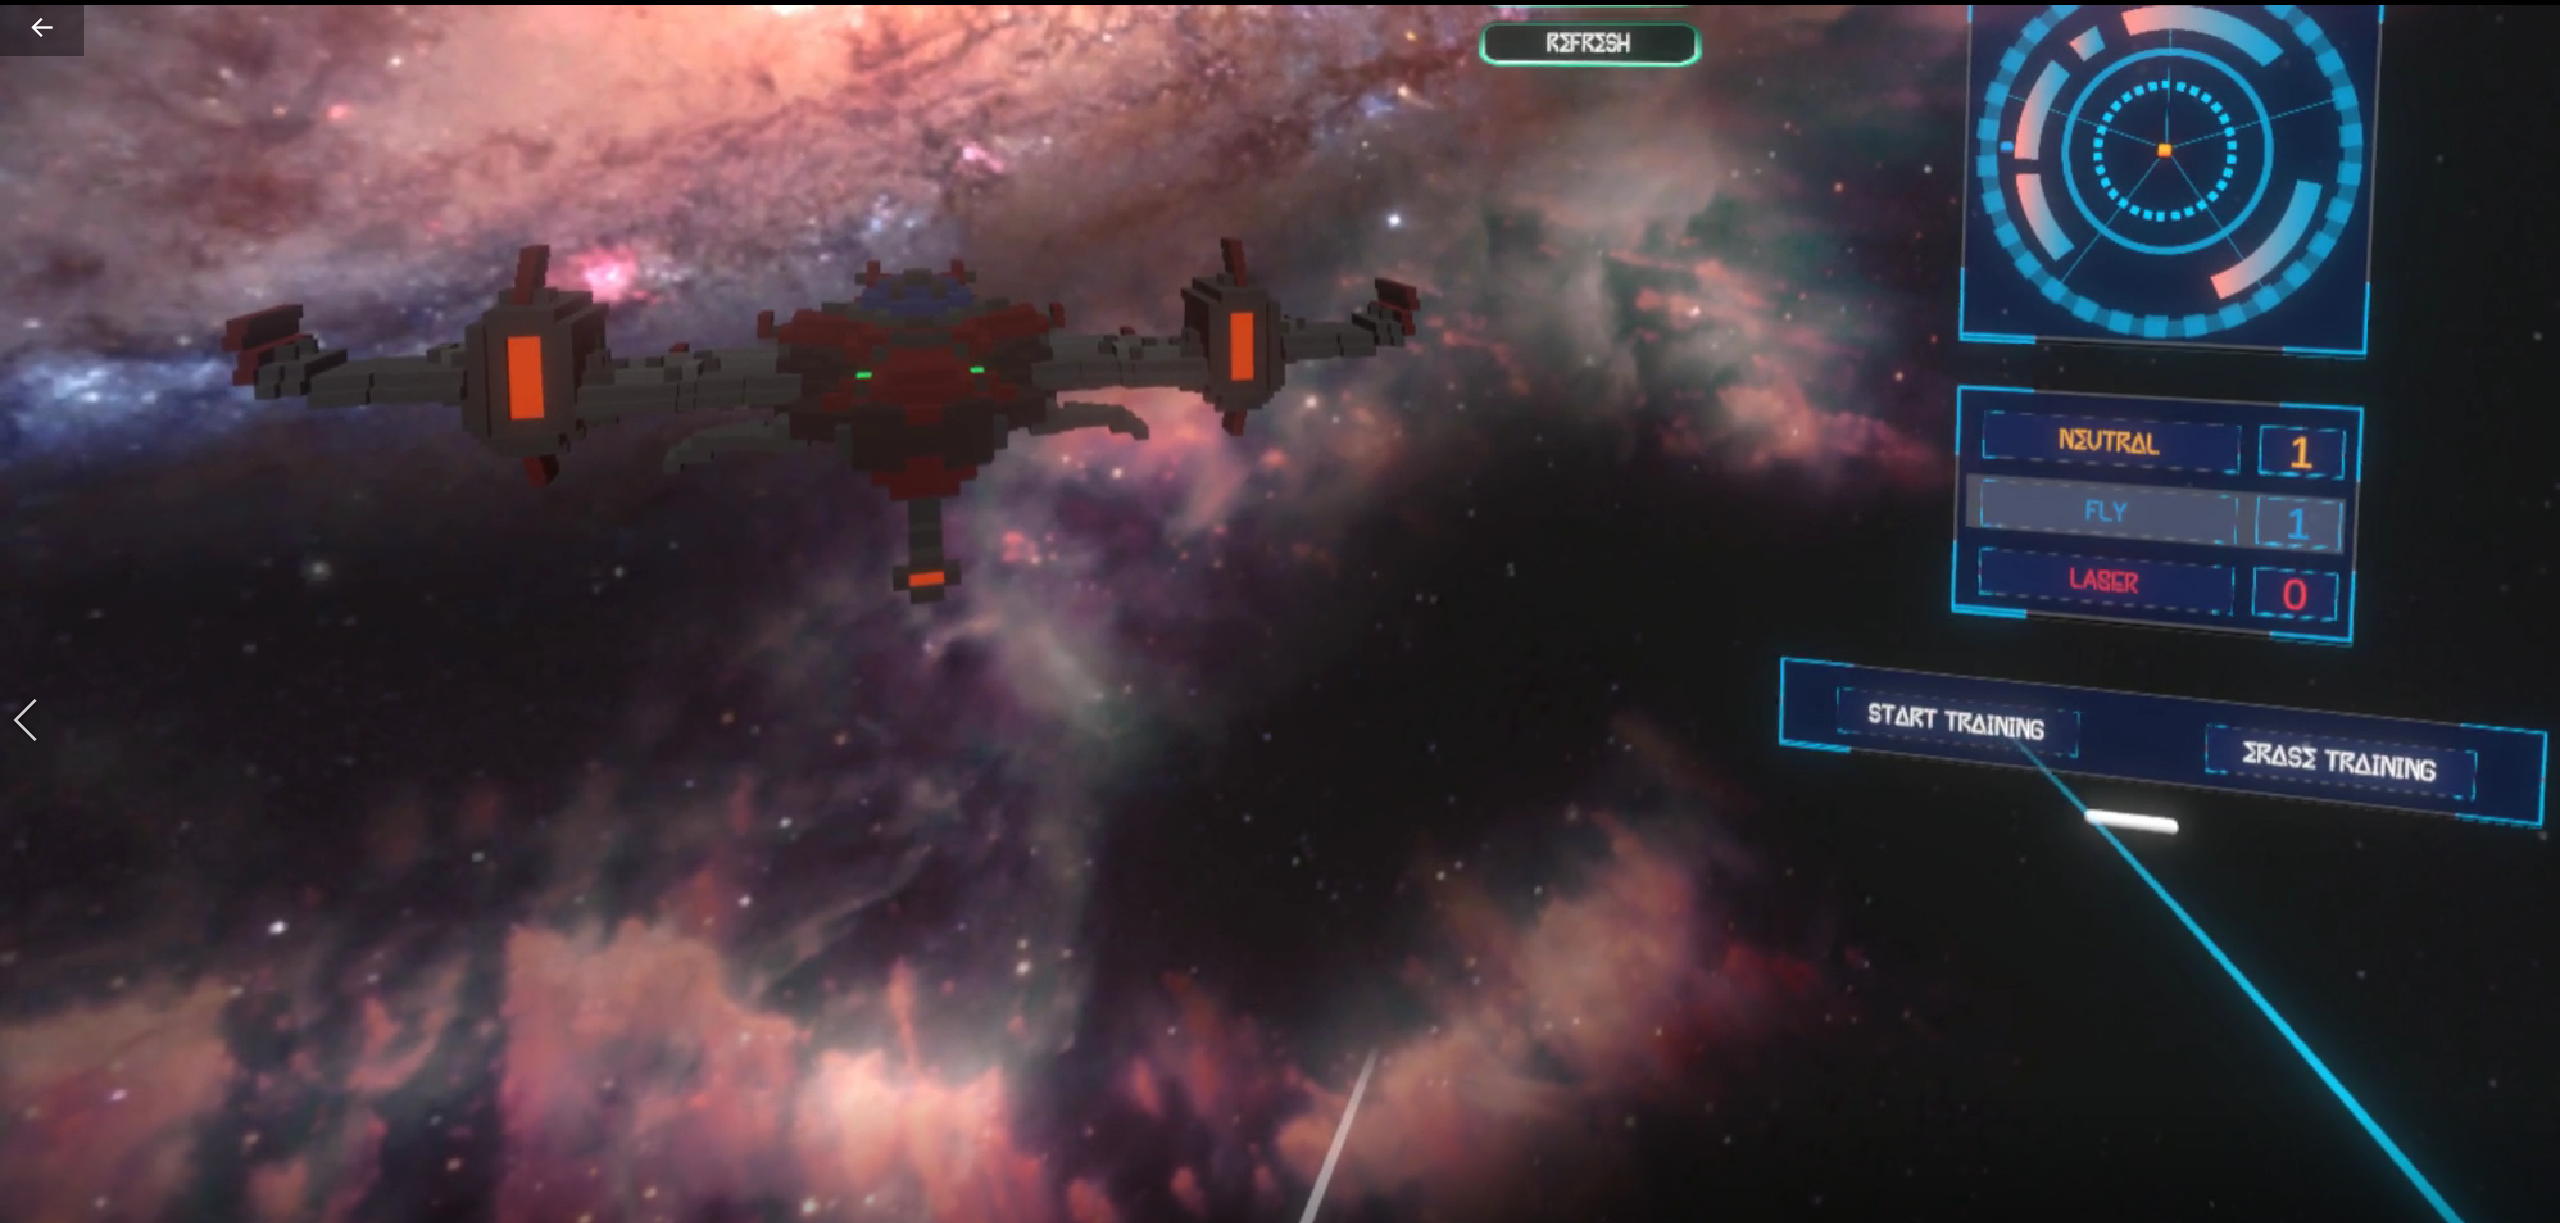 REFRESH
NEUTRAL 1
FLY 1
LASER 0
START TRAINING
ERASE TRAINING